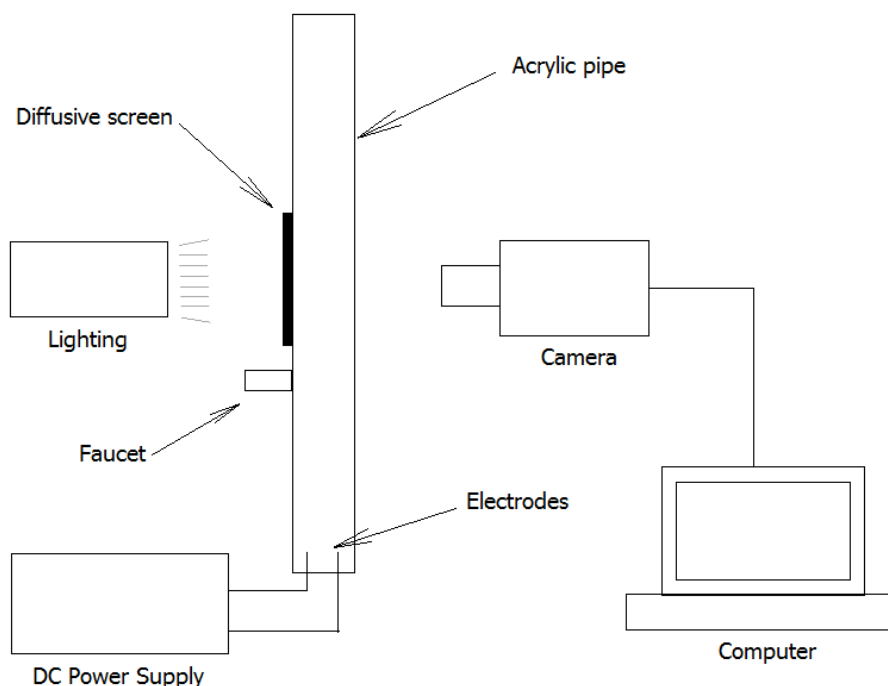 Acrylic pipe
Diffusive screen
Lighting
Camera
Faucet
Electrodes
Computer
DC Power Supply